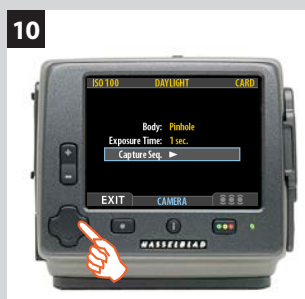 10
ISO 100 DAYLIGHT CARD
Body: Pinhole
Exposure Time: 1 sec.
Capture Seq.
EXIT CAMERA
HASSELBLAD